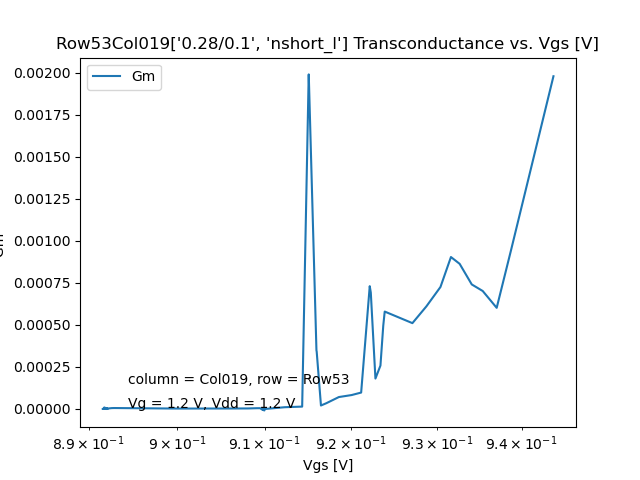 Row53Col019['0.28/0.1', 'nshort_l'] Transconductance vs. Vgs [V]
Gm
0.00200
0.00175
0.00150
0.00125
0.00100
0.00075
0.00050
0.00025
0.00000
Gm
column = Col019, row = Row53
Vg = 1.2 V, Vdd = 1.2 V
8.9 × 10⁻¹ 9 × 10⁻¹ 9.1 × 10⁻¹ 9.2 × 10⁻¹ 9.3 × 10⁻¹ 9.4 × 10⁻¹
Vgs [V]